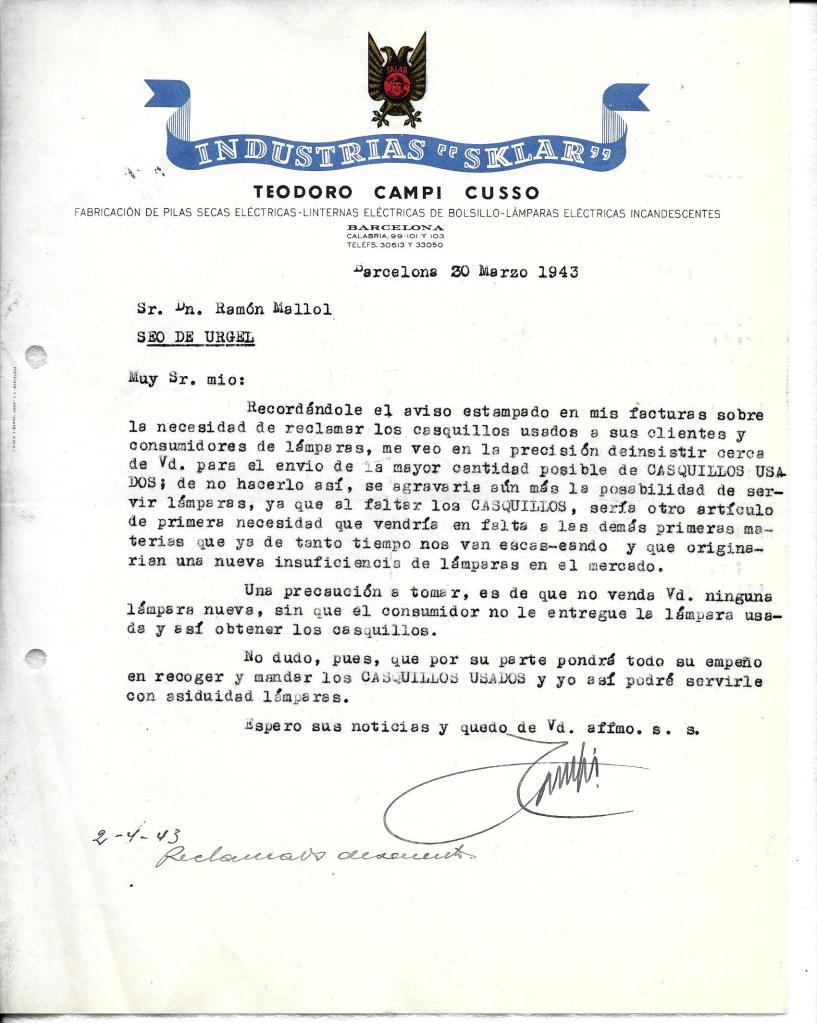 SKLAR
INDUSTRIAS "SKLAR"
TEODORO CAMPI CUSSO
FABRICACIÓN DE PILAS SECAS ELÉCTRICAS-LINTERNAS ELÉCTRICAS DE BOLSILLO-LÁMPARAS ELÉCTRICAS INCANDESCENTES
BARCELONA
CALABRIA, 99-101 Y 103
TELÉFS. 30613 Y 33050
Barcelona 30 Marzo 1943
Sr. Dn. Ramón Mallol
SEO DE URGEL
Muy Sr. mio:
Recordándole el aviso estampado en mis facturas sobre
la necesidad de reclamar los casquillos usados a sus clientes y
consumidores de lámparas, me veo en la precisión deinsistir cerca
de Vd. para el envio de la mayor cantidad posible de CASQUILLOS USA-
DOS; de no hacerlo así, se agravaria aún más la posabilidad de ser-
vir lámparas, ya que al faltar los CASQUILLOS, sería otro artículo
de primera necesidad que vendría en falta a las demás primeras ma-
terias que ya de tanto tiempo nos van escas-eando y que origina-
rian una nueva insuficiencia de lámparas en el mercado.
Una precaución a tomar, es de que no venda Vd. ninguna
lámpara nueva, sin que el consumidor no le entregue la lámpara usa-
da y así obtener los casquillos.
No dudo, pues, que por su parte pondrá todo su empeño
en recoger y mandar los CASQUILLOS USADOS y yo así podré servirle
con asiduidad lámparas.
Espero sus noticias y quedo de Vd. affmo. s. s.
Campi
2-4-43